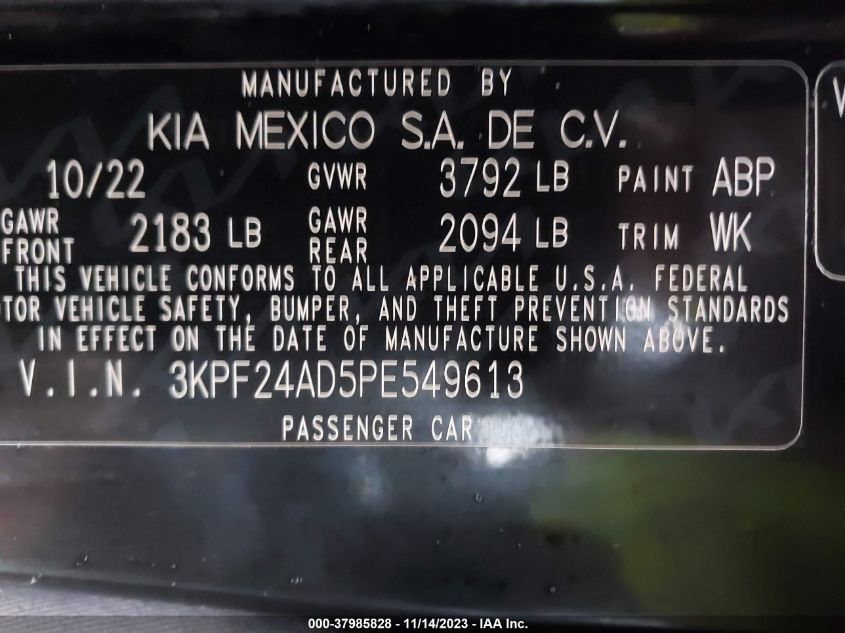 MANUFACTURED BY
KIA MEXICO S.A. DE C.V.
10/22 GVWR 3792 LB PAINT ABP
GAWR FRONT 2183 LB GAWR REAR 2094 LB TRIM WK
THIS VEHICLE CONFORMS TO ALL APPLICABLE U.S.A. FEDERAL
TOR VEHICLE SAFETY, BUMPER, AND THEFT PREVENTION STANDARDS
IN EFFECT ON THE DATE OF MANUFACTURE SHOWN ABOVE.
V.I.N. 3KPF24AD5PE549613
PASSENGER CAR
V
000-37985828 - 11/14/2023 - IAA Inc.